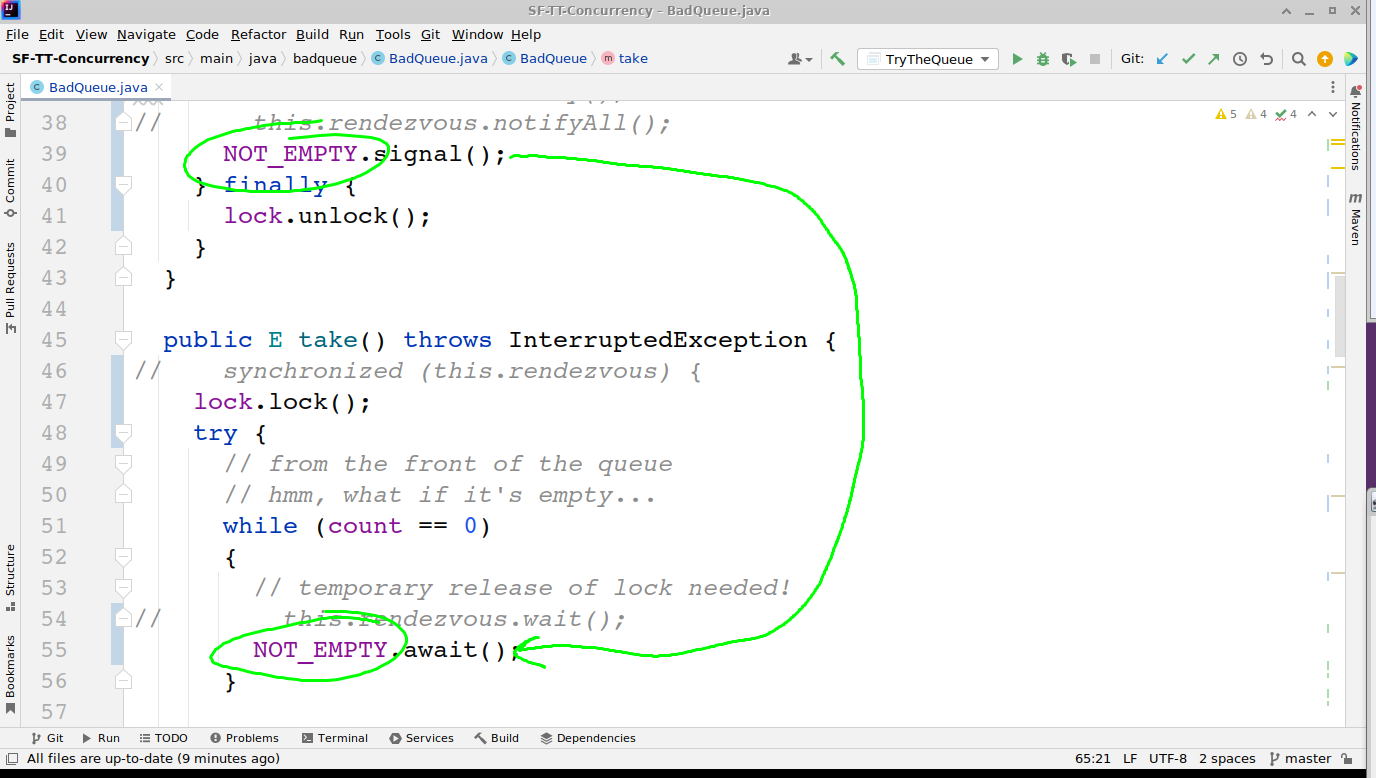 SF-TT-Concurrency – BadQueue.java
File Edit View Navigate Code Refactor Build Run Tools Git Window Help
SF-TT-Concurrency src main java badqueue BadQueue.java BadQueue take TryTheQueue Git:
BadQueue.java
38 // this.rendezvous.notifyAll();
5 4 4
39 NOT_EMPTY.signal();
40 } finally {
41 lock.unlock();
42 }
43 }
44
45 public E take() throws InterruptedException {
46 // synchronized (this.rendezvous) {
47 lock.lock();
48 try {
49 // from the front of the queue
50 // hmm, what if it's empty...
51 while (count == 0)
52 {
53 // temporary release of lock needed!
54 // this.rendezvous.wait();
55 NOT_EMPTY.await();
56 }
57
Project
Commit
Pull Requests
Structure
Bookmarks
Notifications
Maven
Git Run TODO Problems Terminal Services Build Dependencies
All files are up-to-date (9 minutes ago) 65:21 LF UTF-8 2 spaces master